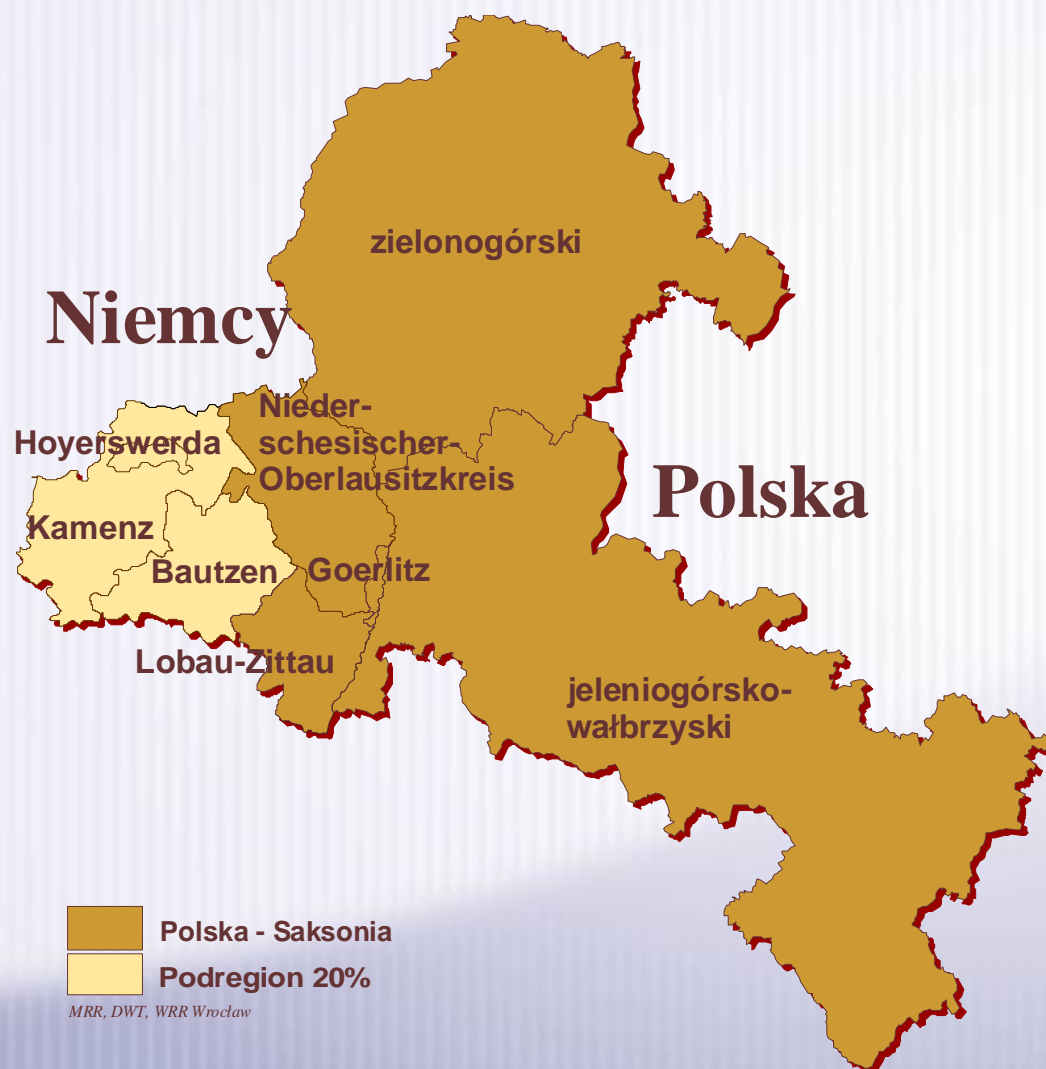 zielonogórski
Niemcy
Nieder-
schesischer-
Oberlausitzkreis
Hoyerswerda
Polska
Kamenz
Bautzen
Goerlitz
Lobau-Zittau
jeleniogórsko-
wałbrzyski
Polska - Saksonia
Podregion 20%
MRR, DWT, WRR Wrocław